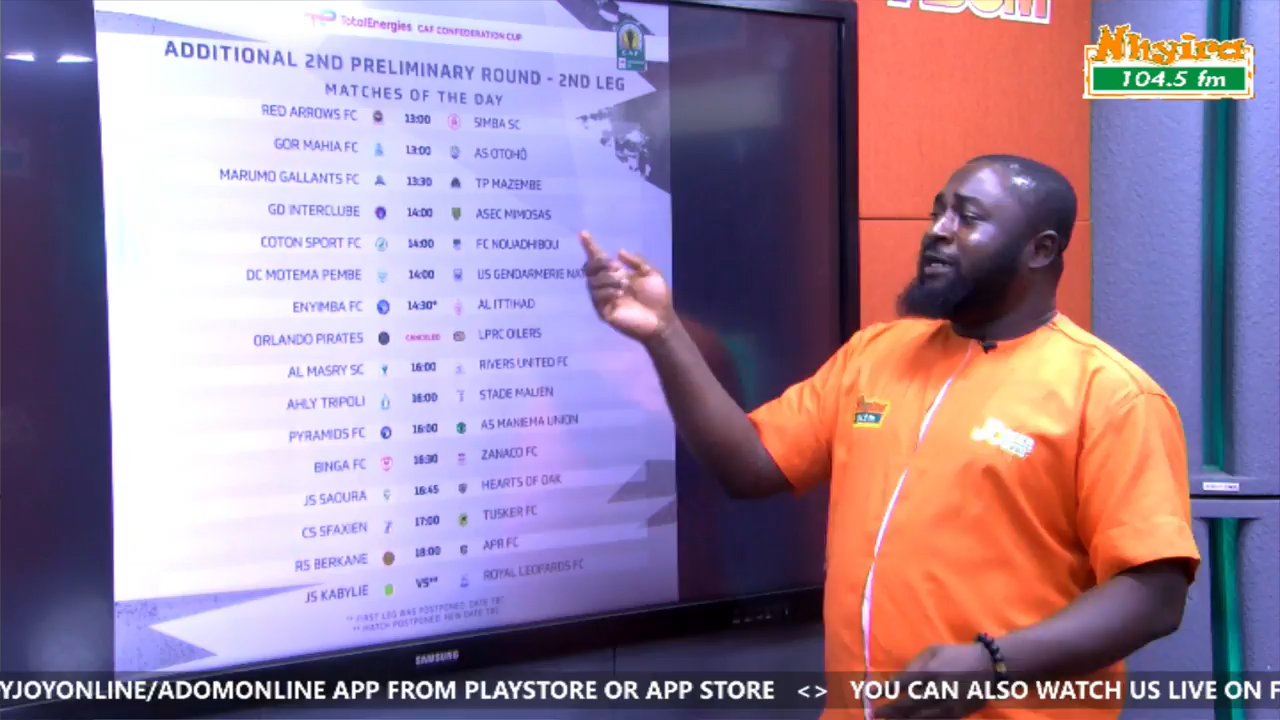 TotalEnergies CAF CONFEDERATION CUP
CAF
ADDITIONAL 2ND PRELIMINARY ROUND - 2ND LEG
MATCHES OF THE DAY
RED ARROWS FC 13:00 SIMBA SC
GOR MAHIA FC 13:00 AS OTOHÔ
MARUMO GALLANTS FC 13:30 TP MAZEMBE
GD INTERCLUBE 14:00 ASEC MIMOSAS
COTON SPORT FC 14:00 FC NOUADHIBOU
DC MOTEMA PEMBE 14:00 US GENDARMERIE NAT
ENYIMBA FC 14:30* AL ITTIHAD
ORLANDO PIRATES CANCELED LPRC OILERS
AL MASRY SC 16:00 RIVERS UNITED FC
AHLY TRIPOLI 16:00 STADE MALIEN
PYRAMIDS FC 16:00 AS MANIEMA UNION
BINGA FC 16:30 ZANACO FC
JS SAOURA 16:45 HEARTS OF OAK
CS SFAXIEN 17:00 TUSKER FC
RS BERKANE 18:00 APR FC
JS KABYLIE VS** ROYAL LEOPARDS FC
** FIRST LEG WAS POSTPONED: DATE TBC
** MATCH POSTPONED: NEW DATE TBC
SAMSUNG
Nhyira
104.5 fm
YJOYONLINE/ADOMONLINE APP FROM PLAYSTORE OR APP STORE <> YOU CAN ALSO WATCH US LIVE ON F